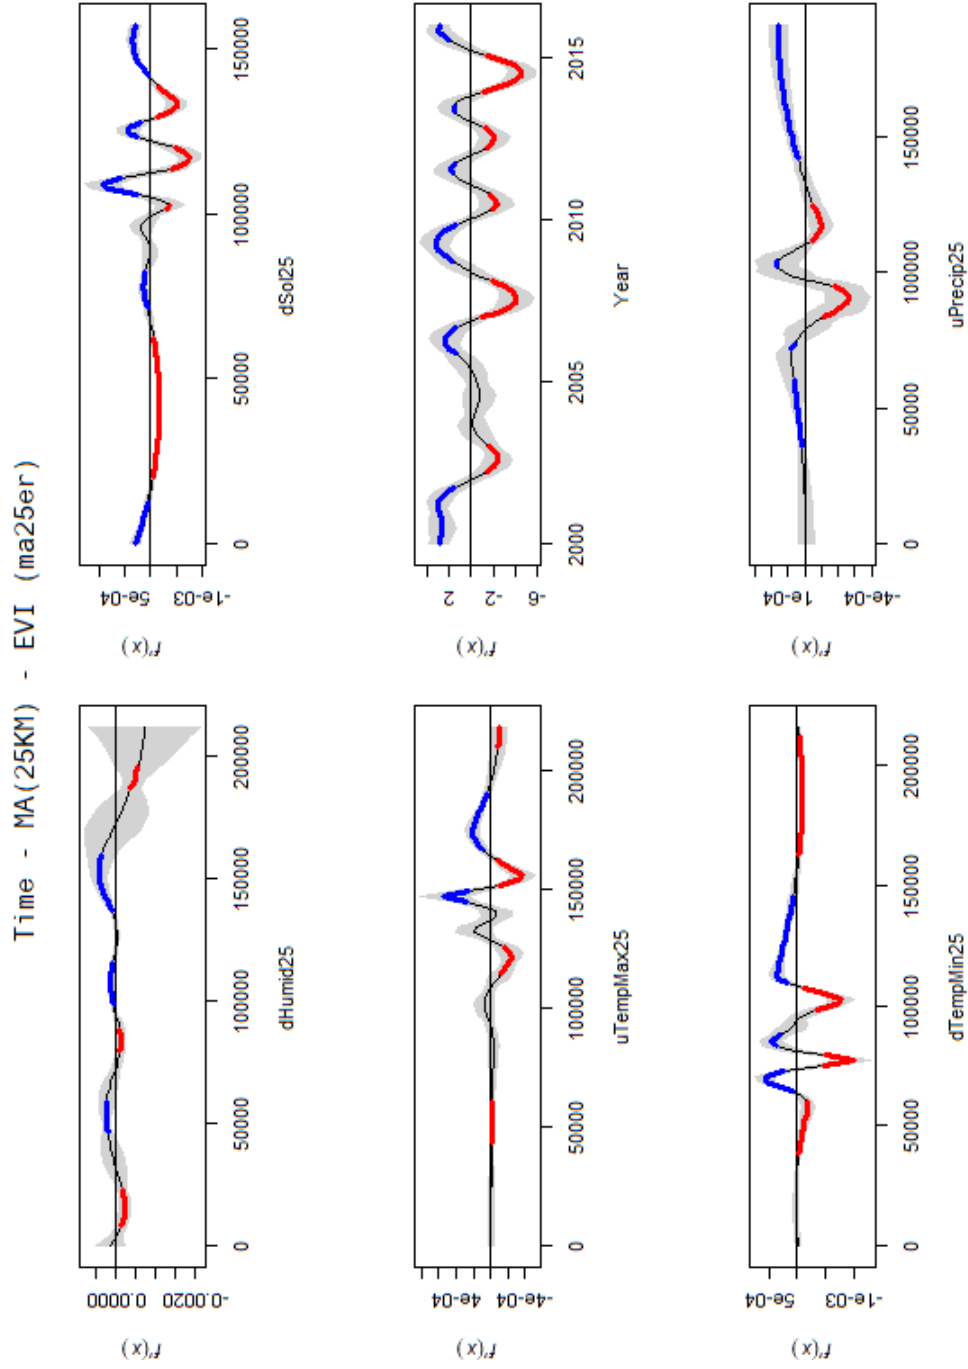 Time - MA(25KM) - EVI (ma25er)
f'(x)
0.0000
-0.0020
0 50000 100000 150000 200000
dHumid25
f'(x)
5e-04
-1e-03
0 50000 100000 150000
dSol25
f'(x)
4e-04
-4e-04
0 50000 100000 150000 200000
uTempMax25
f'(x)
2
-2
-6
2000 2005 2010 2015
Year
f'(x)
5e-04
-1e-03
0 50000 100000 150000 200000
dTempMin25
f'(x)
1e-04
-4e-04
0 50000 100000 150000
uPrecip25